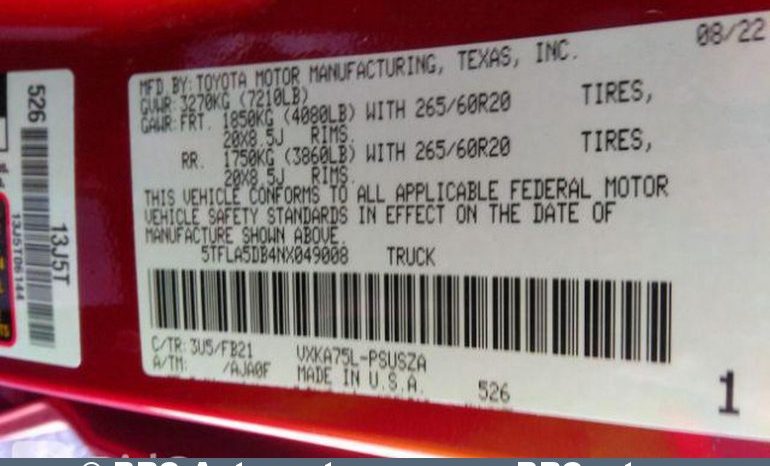 08/22
MFD BY: TOYOTA MOTOR MANUFACTURING, TEXAS, INC.
GVWR: 3270KG (7210LB)
GAWR: FRT. 1850KG (4080LB) WITH 265/60R20 TIRES,
20X8.5J RIMS.
RR. 1750KG (3860LB) WITH 265/60R20 TIRES,
20X8.5J RIMS.
THIS VEHICLE CONFORMS TO ALL APPLICABLE FEDERAL MOTOR
VEHICLE SAFETY STANDARDS IN EFFECT ON THE DATE OF
MANUFACTURE SHOWN ABOVE.
5TFLA5DB4NX049008 TRUCK
C/TR: 3U5/FB21 VXKA75L-PSUSZA
A/TM: /AJA0F MADE IN U.S.A. 526
1
526
13J5T
13J5T06144